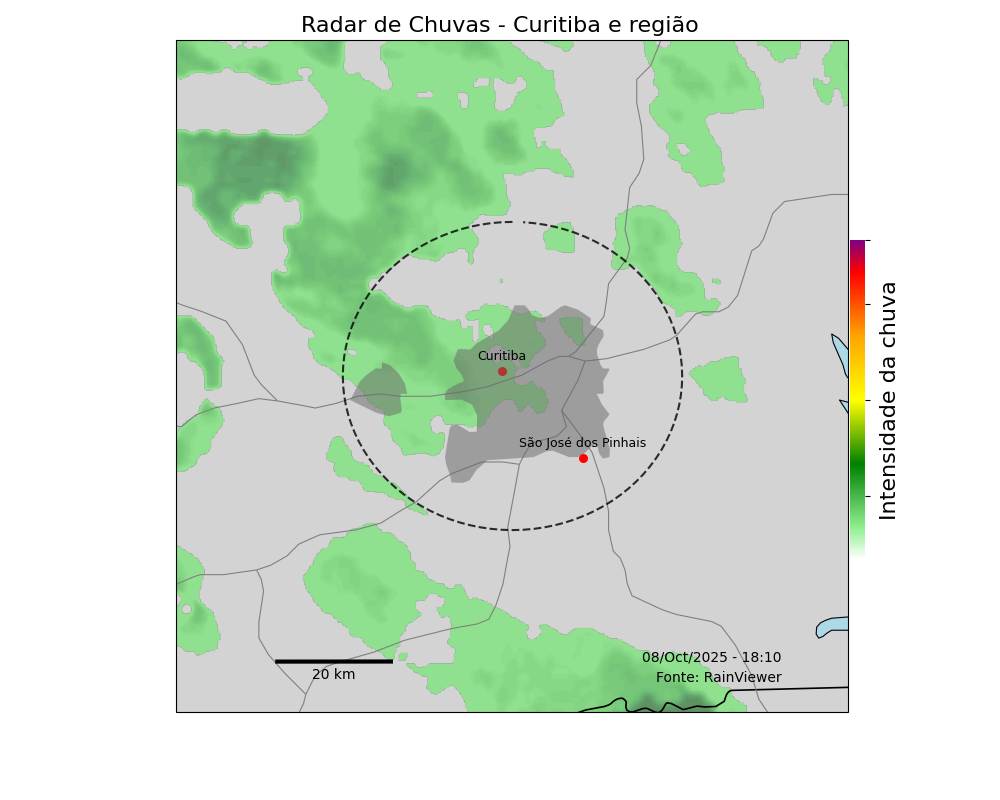 Radar de Chuvas - Curitiba e região
Curitiba
São José dos Pinhais
Intensidade da chuva
08/Oct/2025 - 18:10
Fonte: RainViewer
20 km